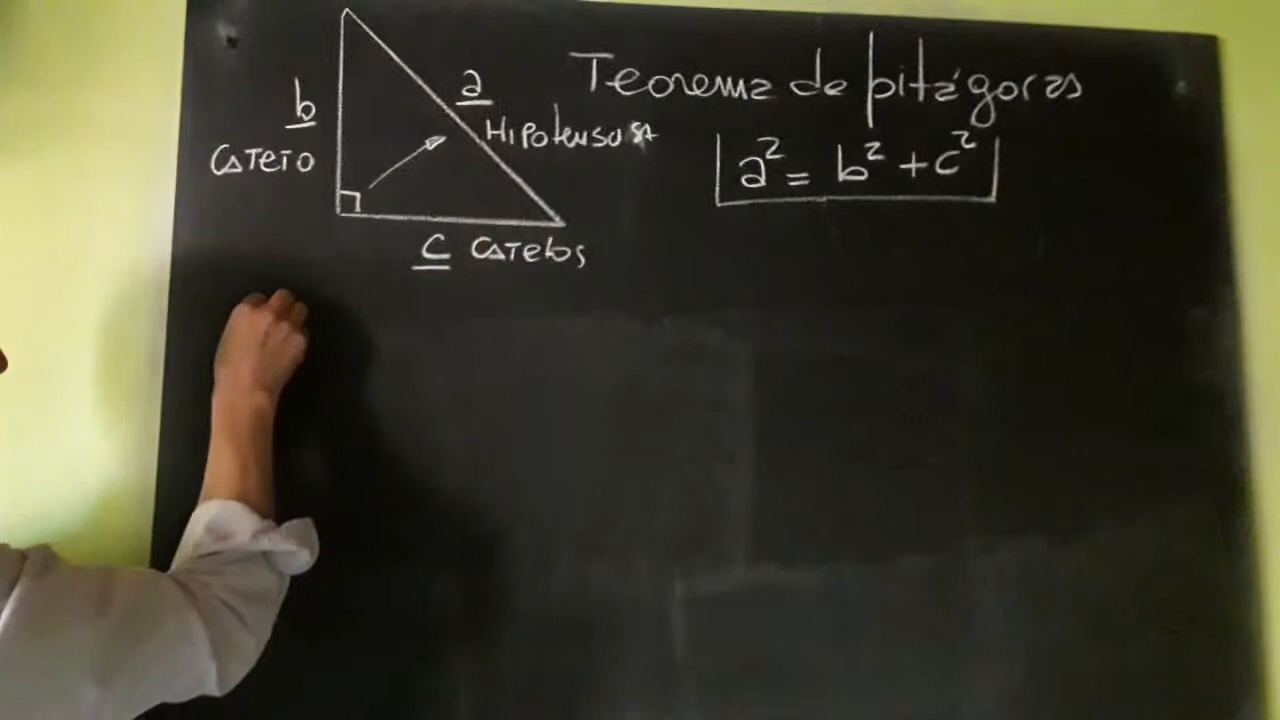 Teorema de pitágoras
a² = b² + c²
b
CATETO
a
HIPOTENUSA
c CATETOS